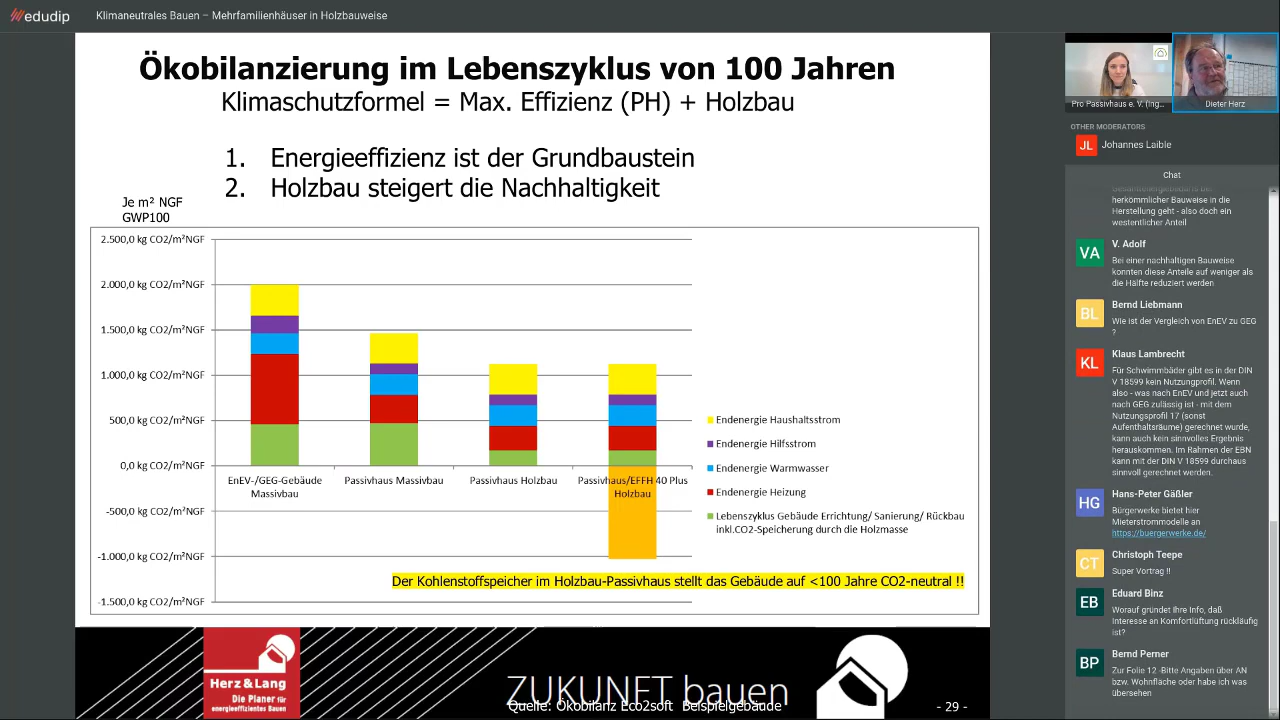 edudip
Klimaneutrales Bauen – Mehrfamilienhäuser in Holzbauweise
Ökobilanzierung im Lebenszyklus von 100 Jahren
Klimaschutzformel = Max. Effizienz (PH) + Holzbau
1. Energieeffizienz ist der Grundbaustein
2. Holzbau steigert die Nachhaltigkeit
Je m² NGF
GWP100
2.500,0 kg CO2/m²NGF
2.000,0 kg CO2/m²NGF
1.500,0 kg CO2/m²NGF
1.000,0 kg CO2/m²NGF
500,0 kg CO2/m²NGF
0,0 kg CO2/m²NGF
-500,0 kg CO2/m²NGF
-1.000,0 kg CO2/m²NGF
-1.500,0 kg CO2/m²NGF
EnEV-/GEG-Gebäude
Massivbau
Passivhaus Massivbau
Passivhaus Holzbau
Passivhaus/EFFH 40 Plus
Holzbau
Endenergie Haushaltsstrom
Endenergie Hilfsstrom
Endenergie Warmwasser
Endenergie Heizung
Lebenszyklus Gebäude Errichtung/ Sanierung/ Rückbau
inkl.CO2-Speicherung durch die Holzmasse
Der Kohlenstoffspeicher im Holzbau-Passivhaus stellt das Gebäude auf <100 Jahre CO2-neutral !!
Herz & Lang
Die Planer für
energieeffizientes Bauen
ZUKUNFT bauen
Quelle: Ökobilanz Eco2soft Beispielgebäude
- 29 -
Pro Passivhaus e. V. (Ing...
Dieter Herz
OTHER MODERATORS
JL
Johannes Laible
Chat
herkömmlicher Bauweise in die
Herstellung geht - also doch ein
westentlicher Anteil
VA
V. Adolf
Bei einer nachhaltigen Bauweise
konnten diese Anteile auf weniger als
die Hälfte reduziert werden
BL
Bernd Liebmann
Wie ist der Vergleich von EnEV zu GEG
?
KL
Klaus Lambrecht
Für Schwimmbäder gibt es in der DIN
V 18599 kein Nutzungprofil. Wenn
also - was nach EnEV und jetzt auch
nach GEG zulässig ist - mit dem
Nutzungsprofil 17 (sonst
Aufenthaltsräume) gerechnet wurde,
kann auch kein sinnvolles Ergebnis
herauskommen. Im Rahmen der EBN
kann mit der DIN V 18599 durchaus
sinnvoll gerechnet werden.
HG
Hans-Peter Gäßler
Bürgerwerke bietet hier
Mieterstrommodelle an
https://buergerwerke.de/
CT
Christoph Teepe
Super Vortrag !!
EB
Eduard Binz
Worauf gründet Ihre Info, daß
Interesse an Komfortlüftung rückläufig
ist?
BP
Bernd Perner
Zur Folie 12 -Bitte Angaben über AN
bzw. Wohnfläche oder habe ich was
übersehen